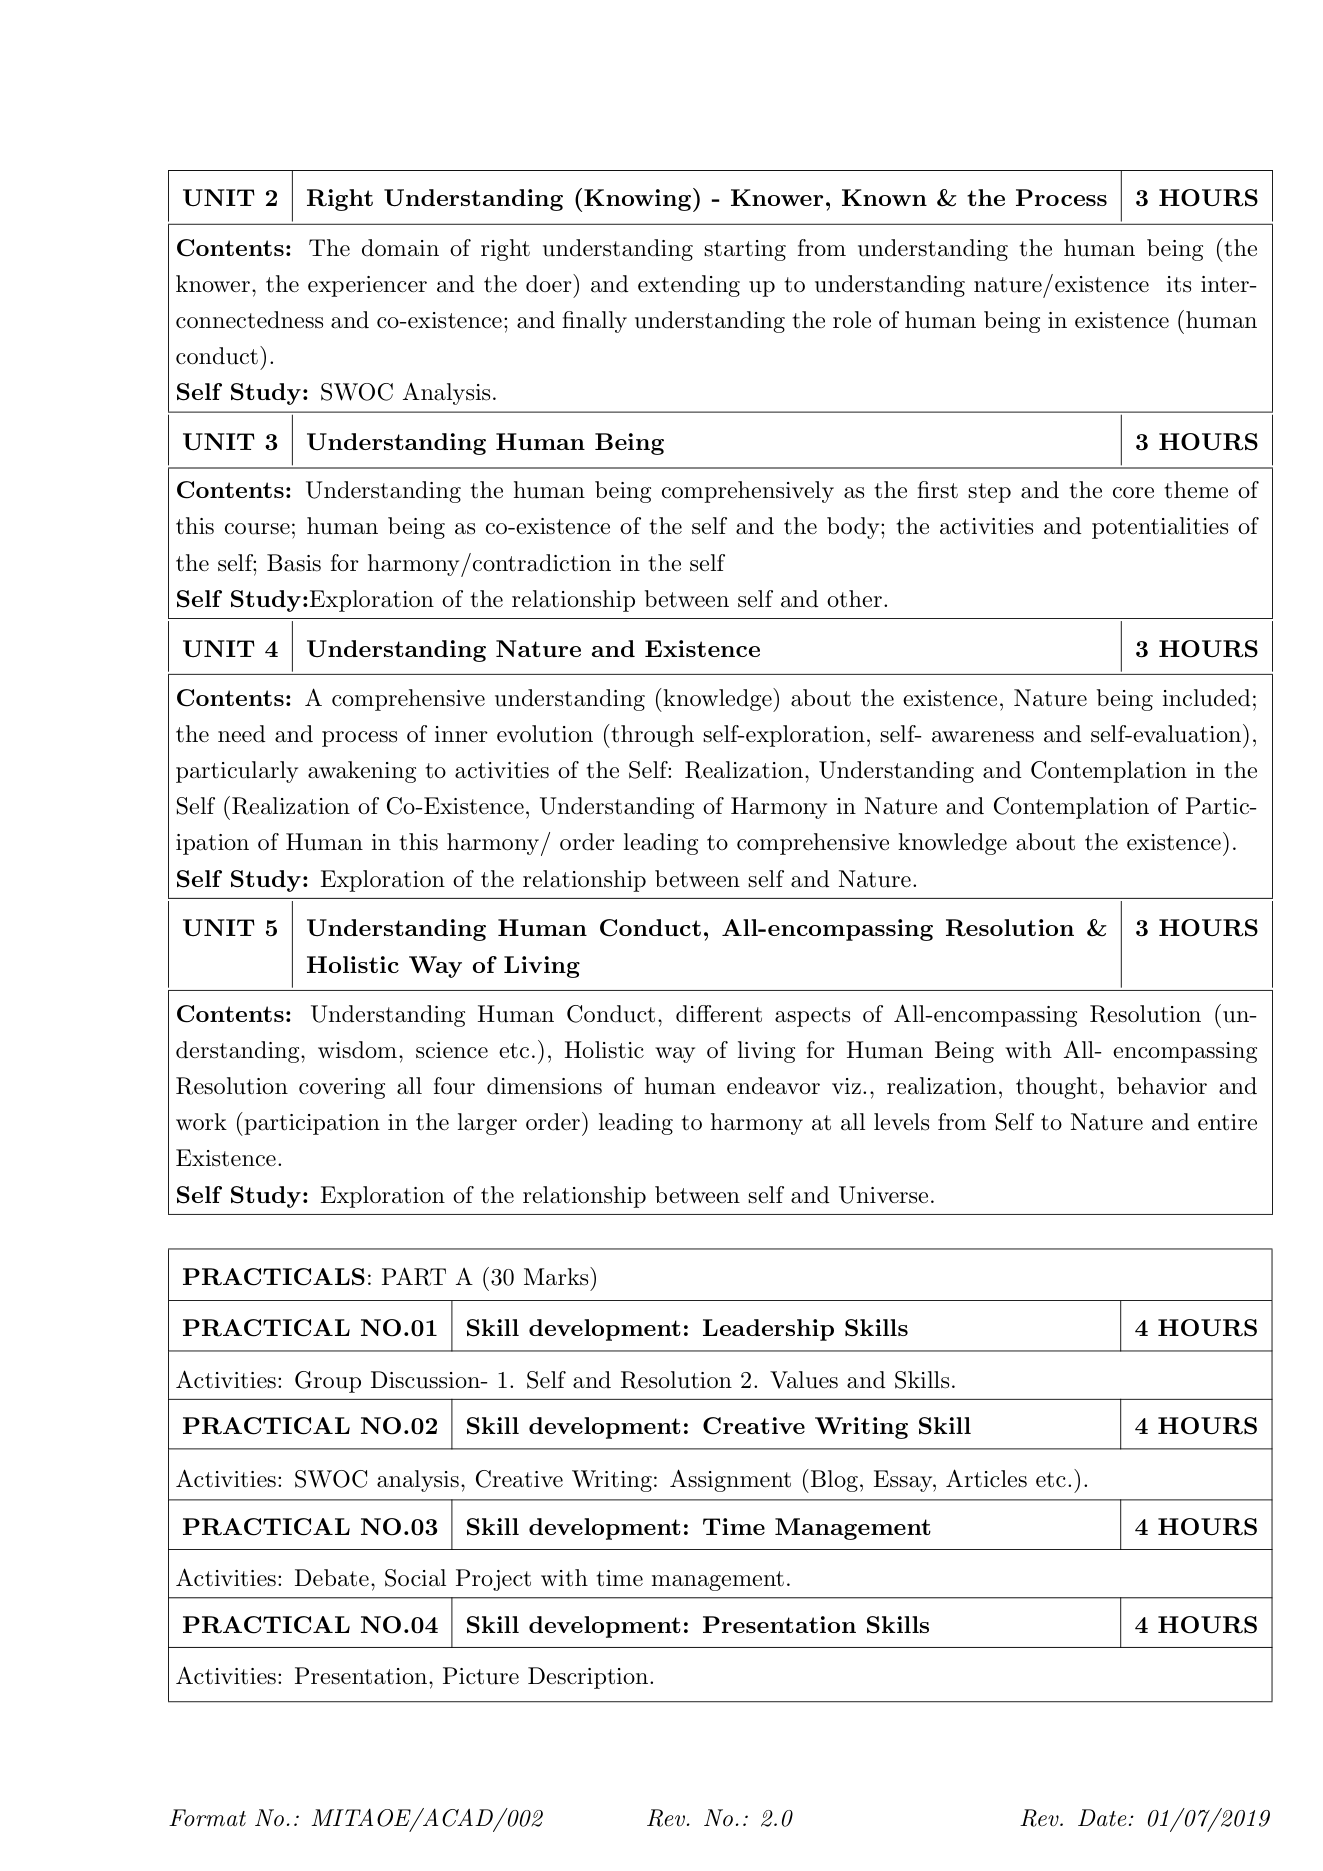 UNIT 2 Right Understanding (Knowing) - Knower, Known & the Process 3 HOURS
Contents: The domain of right understanding starting from understanding the human being (the
knower, the experiencer and the doer) and extending up to understanding nature/existence its inter-
connectedness and co-existence; and finally understanding the role of human being in existence (human
conduct).
Self Study: SWOC Analysis.
UNIT 3 Understanding Human Being 3 HOURS
Contents: Understanding the human being comprehensively as the first step and the core theme of
this course; human being as co-existence of the self and the body; the activities and potentialities of
the self; Basis for harmony/contradiction in the self
Self Study:Exploration of the relationship between self and other.
UNIT 4 Understanding Nature and Existence 3 HOURS
Contents: A comprehensive understanding (knowledge) about the existence, Nature being included;
the need and process of inner evolution (through self-exploration, self- awareness and self-evaluation),
particularly awakening to activities of the Self: Realization, Understanding and Contemplation in the
Self (Realization of Co-Existence, Understanding of Harmony in Nature and Contemplation of Partic-
ipation of Human in this harmony/ order leading to comprehensive knowledge about the existence).
Self Study: Exploration of the relationship between self and Nature.
UNIT 5 Understanding Human Conduct, All-encompassing Resolution & 3 HOURS
Holistic Way of Living
Contents: Understanding Human Conduct, different aspects of All-encompassing Resolution (un-
derstanding, wisdom, science etc.), Holistic way of living for Human Being with All- encompassing
Resolution covering all four dimensions of human endeavor viz., realization, thought, behavior and
work (participation in the larger order) leading to harmony at all levels from Self to Nature and entire
Existence.
Self Study: Exploration of the relationship between self and Universe.
PRACTICALS: PART A (30 Marks)
PRACTICAL NO.01 Skill development: Leadership Skills 4 HOURS
Activities: Group Discussion- 1. Self and Resolution 2. Values and Skills.
PRACTICAL NO.02 Skill development: Creative Writing Skill 4 HOURS
Activities: SWOC analysis, Creative Writing: Assignment (Blog, Essay, Articles etc.).
PRACTICAL NO.03 Skill development: Time Management 4 HOURS
Activities: Debate, Social Project with time management.
PRACTICAL NO.04 Skill development: Presentation Skills 4 HOURS
Activities: Presentation, Picture Description.
Format No.: MITAOE/ACAD/002 Rev. No.: 2.0 Rev. Date: 01/07/2019